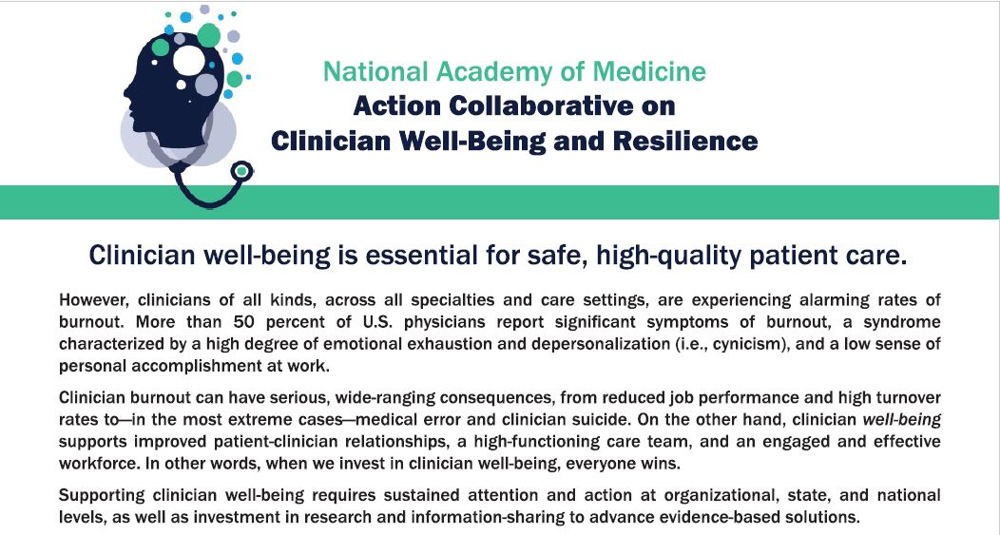 National Academy of Medicine
Action Collaborative on
Clinician Well-Being and Resilience
Clinician well-being is essential for safe, high-quality patient care.
However, clinicians of all kinds, across all specialties and care settings, are experiencing alarming rates of
burnout. More than 50 percent of U.S. physicians report significant symptoms of burnout, a syndrome
characterized by a high degree of emotional exhaustion and depersonalization (i.e., cynicism), and a low sense of
personal accomplishment at work.
Clinician burnout can have serious, wide-ranging consequences, from reduced job performance and high turnover
rates to—in the most extreme cases—medical error and clinician suicide. On the other hand, clinician well-being
supports improved patient-clinician relationships, a high-functioning care team, and an engaged and effective
workforce. In other words, when we invest in clinician well-being, everyone wins.
Supporting clinician well-being requires sustained attention and action at organizational, state, and national
levels, as well as investment in research and information-sharing to advance evidence-based solutions.